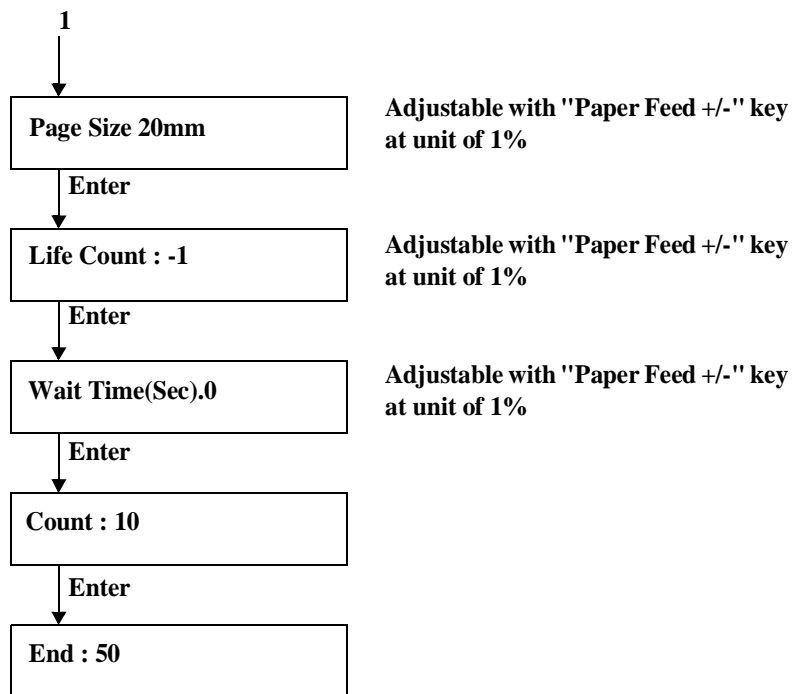 1
Page Size 20mm
Adjustable with "Paper Feed +/-" key
at unit of 1%
Enter
Life Count : -1
Adjustable with "Paper Feed +/-" key
at unit of 1%
Enter
Wait Time(Sec).0
Adjustable with "Paper Feed +/-" key
at unit of 1%
Enter
Count : 10
Enter
End : 50